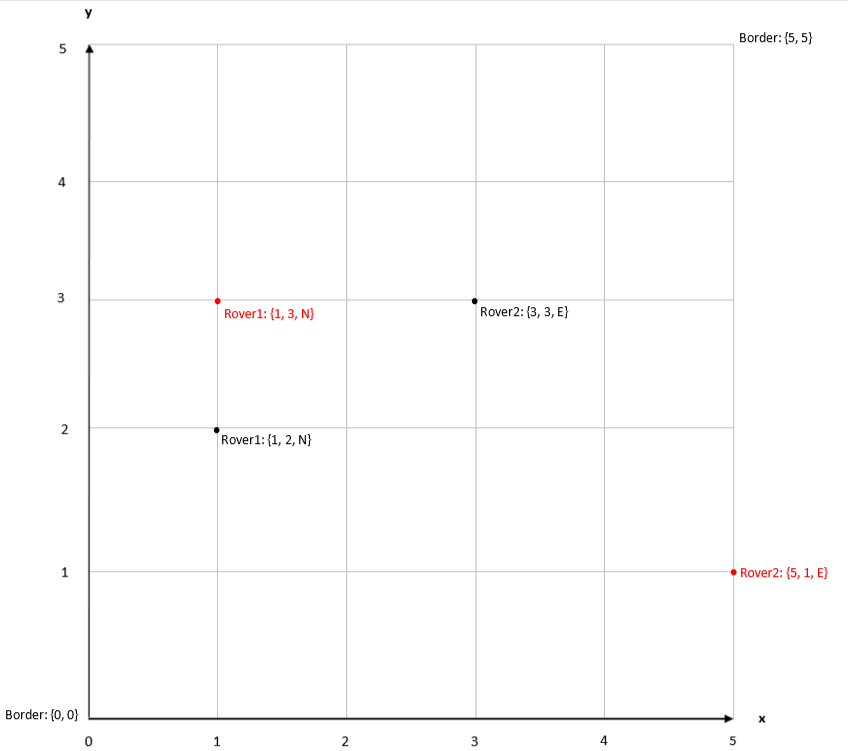 y
Border: {5, 5}
5
4
3
Rover1: {1, 3, N}
Rover2: {3, 3, E}
2
Rover1: {1, 2, N}
1
Rover2: {5, 1, E}
Border: {0, 0}
x
0 1 2 3 4 5